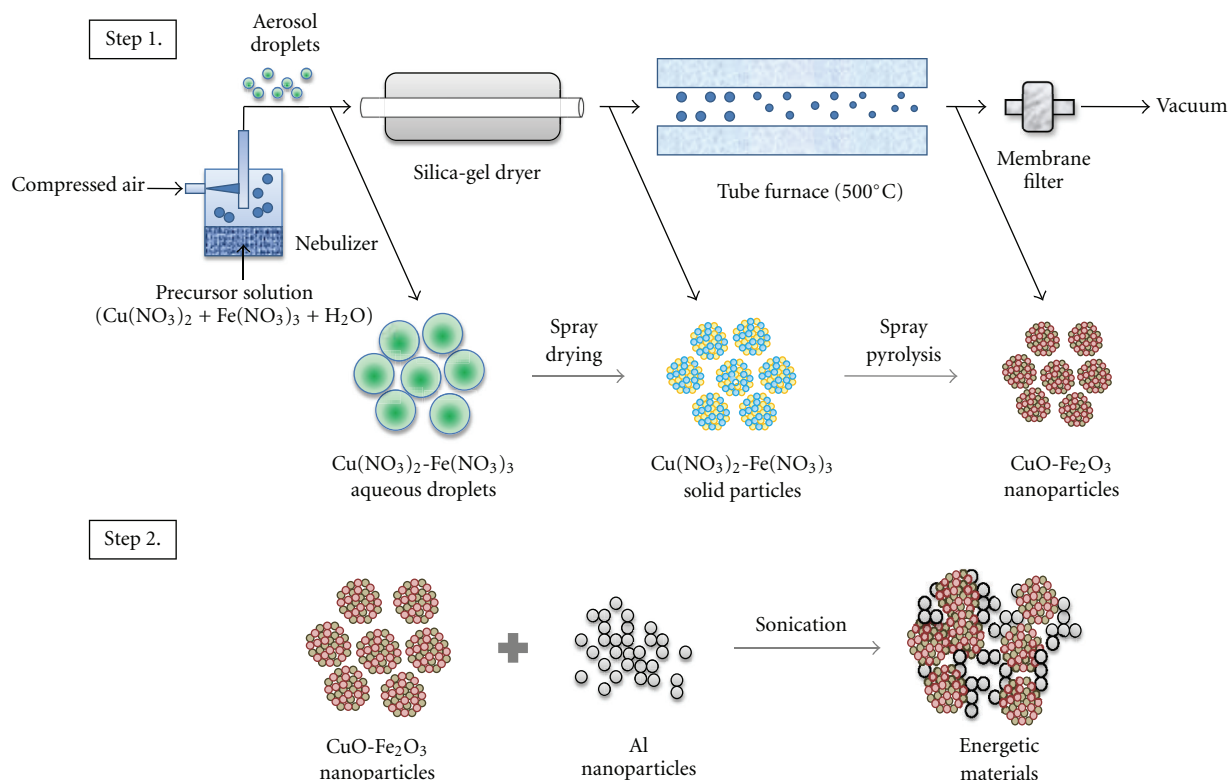 Step 1.
Aerosol
droplets
Compressed air
Nebulizer
Precursor solution
(Cu(NO₃)₂ + Fe(NO₃)₃ + H₂O)
Silica-gel dryer
Tube furnace (500°C)
Membrane
filter
Vacuum
Spray
drying
Spray
pyrolysis
Cu(NO₃)₂-Fe(NO₃)₃
aqueous droplets
Cu(NO₃)₂-Fe(NO₃)₃
solid particles
CuO-Fe₂O₃
nanoparticles
Step 2.
Sonication
CuO-Fe₂O₃
nanoparticles
Al
nanoparticles
Energetic
materials